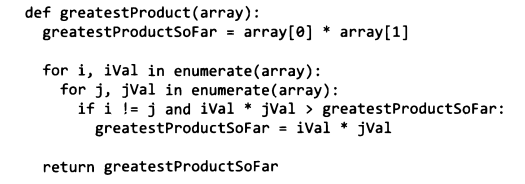 def greatestProduct(array):
  greatestProductSoFar = array[0] * array[1]

  for i, iVal in enumerate(array):
    for j, jVal in enumerate(array):
      if i != j and iVal * jVal > greatestProductSoFar:
        greatestProductSoFar = iVal * jVal

  return greatestProductSoFar